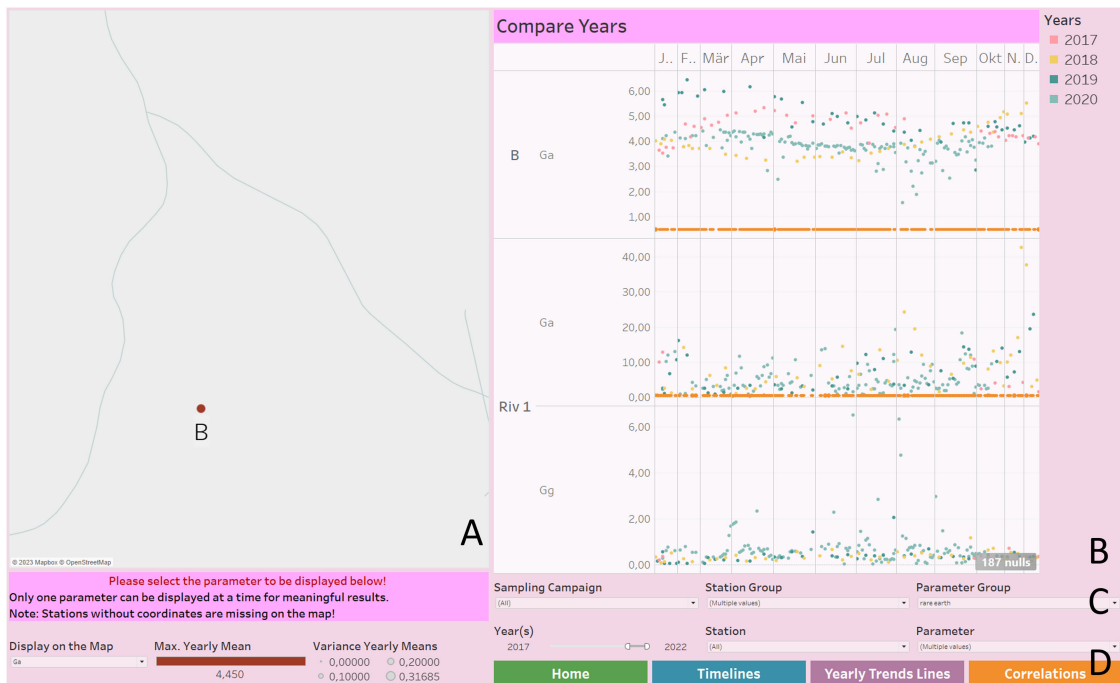 B
A
© 2023 Mapbox © OpenStreetMap
Please select the parameter to be displayed below!
Only one parameter can be displayed at a time for meaningful results.
Note: Stations without coordinates are missing on the map!
Display on the Map
Ga
Max. Yearly Mean
4,450
Variance Yearly Means
0,00000
0,20000
0,10000
0,31685
Compare Years
J.. F.. Mär Apr Mai Jun Jul Aug Sep Okt N. D.
B Ga
6,00
5,00
4,00
3,00
2,00
1,00
Riv 1
Ga
40,00
30,00
20,00
10,00
0,00
Gg
6,00
4,00
2,00
0,00
187 nulls
Years
2017
2018
2019
2020
B
Sampling Campaign
(All)
Station Group
(Multiple values)
Parameter Group
rare earth
C
Year(s)
2017 2022
Station
(All)
Parameter
(Multiple values)
D
Home
Timelines
Yearly Trends Lines
Correlations